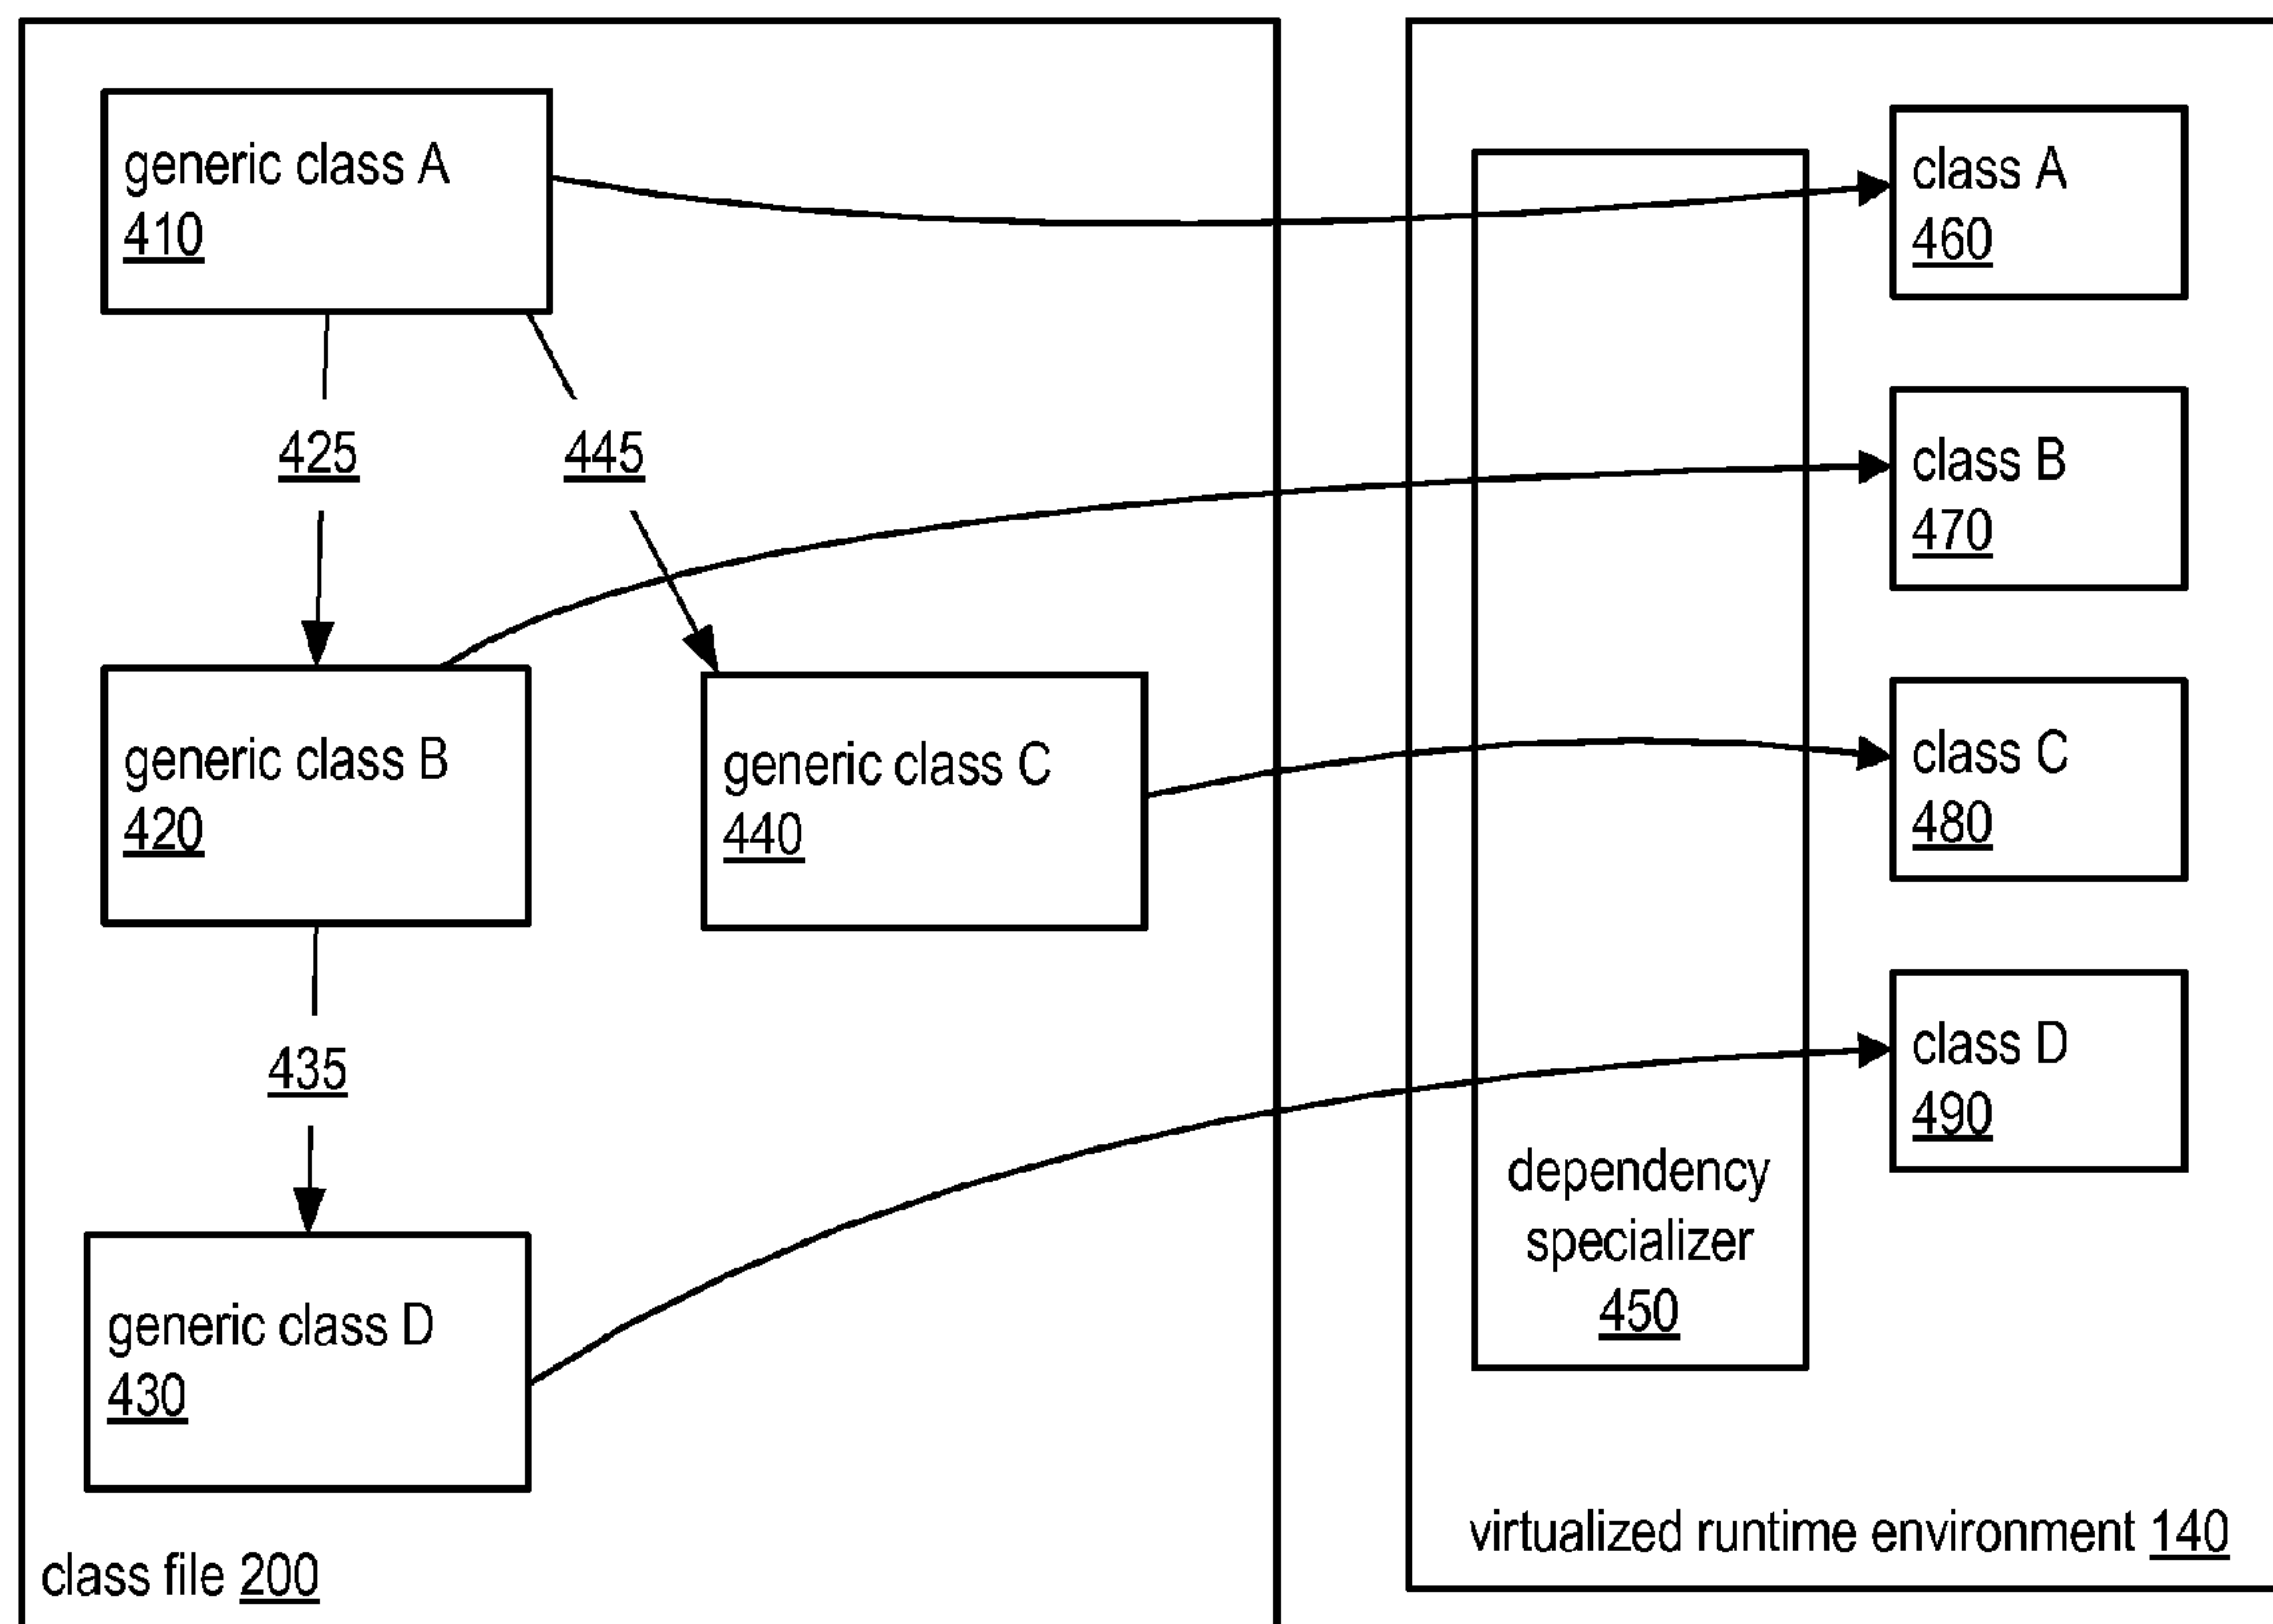 generic class A
410
425
445
generic class B
420
generic class C
440
435
generic class D
430
class file 200
class A
460
class B
470
class C
480
class D
490
dependency
specializer
450
virtualized runtime environment 140